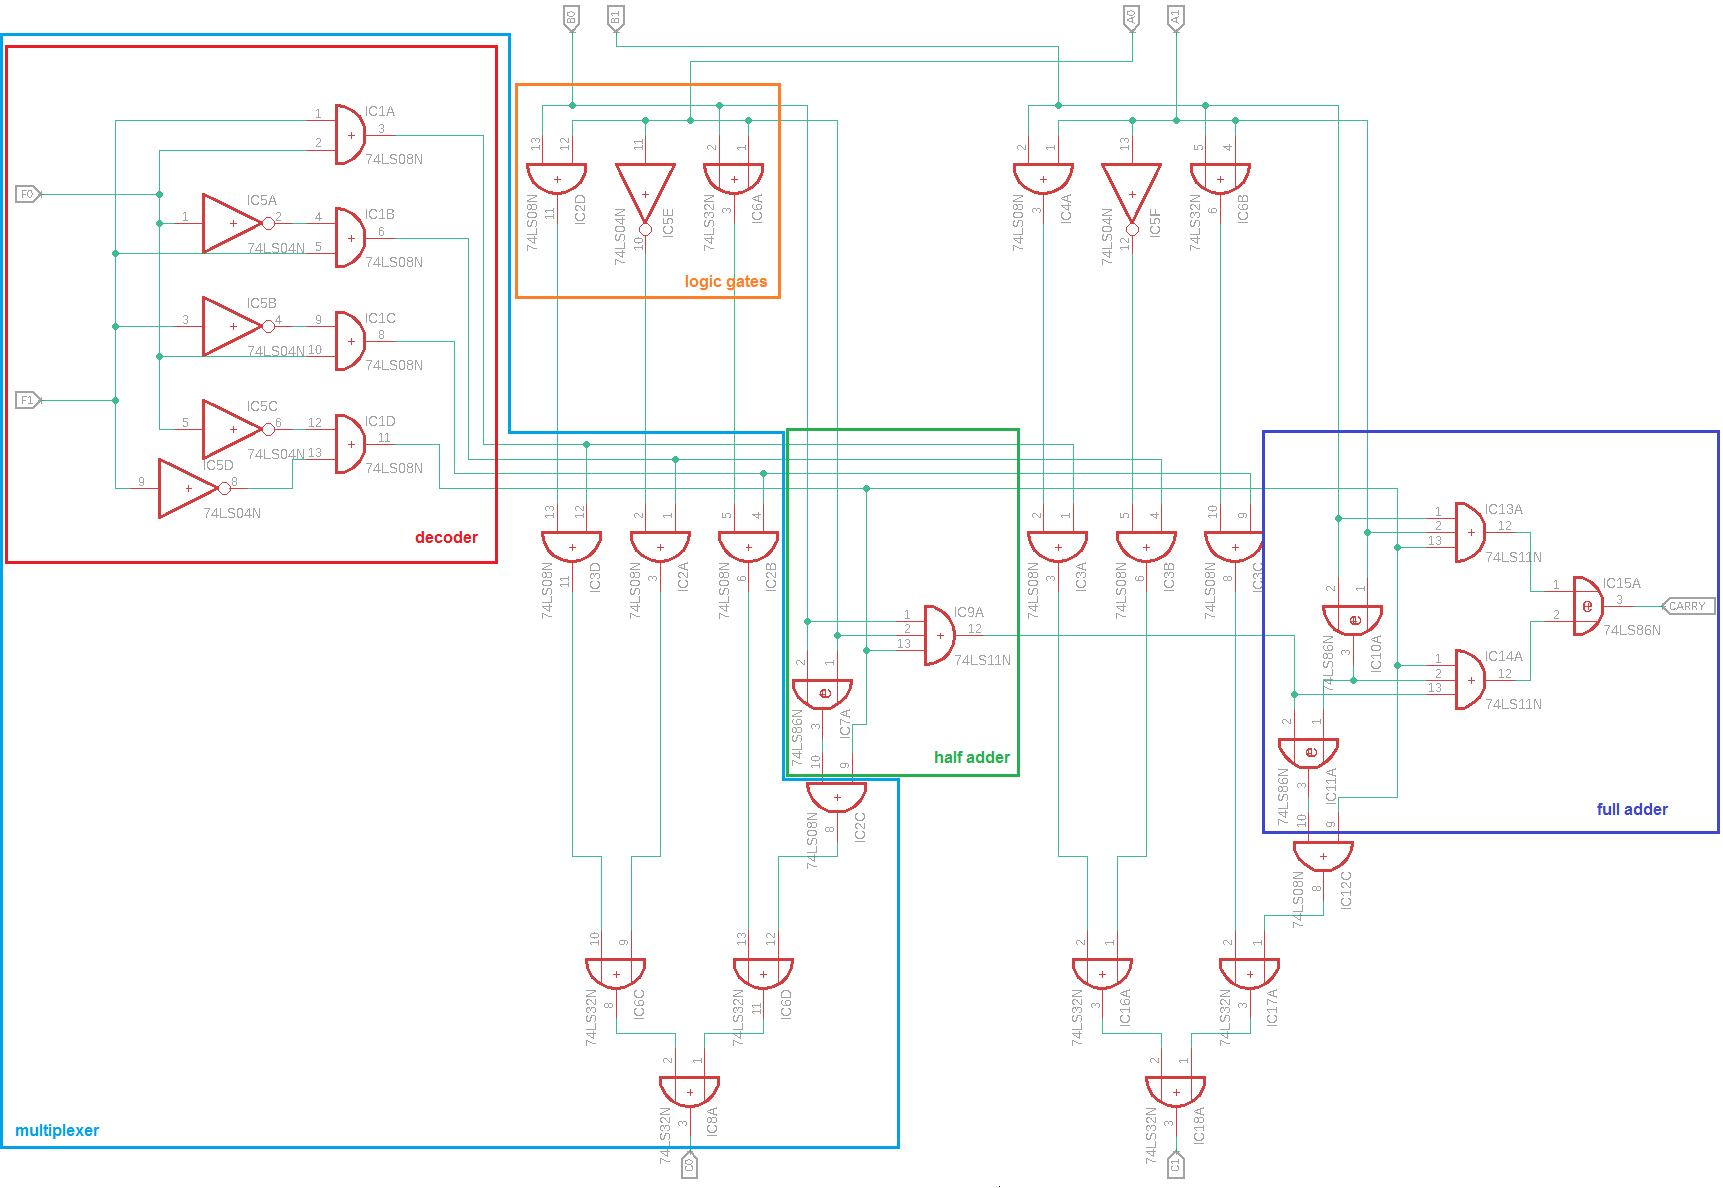 B0
B1
A0
A1
F0
F1
1
2
IC1A
3
74LS08N
IC5A
1
2
74LS04N
4
5
IC1B
6
74LS08N
IC5B
3
4
74LS04N
9
10
IC1C
8
74LS08N
IC5C
5
6
74LS04N
12
13
IC1D
11
74LS08N
IC5D
9
8
74LS04N
decoder
13
12
74LS08N
11
IC2D
11
74LS04N
10
IC5E
2
1
74LS32N
3
IC6A
logic gates
2
1
74LS08N
3
IC4A
13
74LS04N
12
IC5F
5
4
74LS32N
6
IC6B
13
12
74LS08N
11
IC3D
2
1
74LS08N
3
IC2A
5
4
74LS08N
6
IC2B
1
2
13
IC9A
12
74LS11N
2
1
e
74LS86N
3
IC7A
10
9
half adder
74LS08N
8
IC2C
2
1
74LS08N
3
IC3A
5
4
74LS08N
6
IC3B
10
9
74LS08N
8
IC3C
1
2
13
IC13A
12
74LS11N
2
1
e
74LS86N
3
IC10A
1
2
e
IC15A
3
74LS86N
CARRY
1
2
13
IC14A
12
74LS11N
2
1
e
74LS86N
3
IC11A
10
9
full adder
74LS08N
8
IC12C
10
9
74LS32N
8
IC6C
13
12
74LS32N
11
IC6D
2
1
74LS32N
3
IC16A
2
1
74LS32N
3
IC17A
2
1
74LS32N
3
IC8A
2
1
74LS32N
3
IC18A
multiplexer
C0
C1